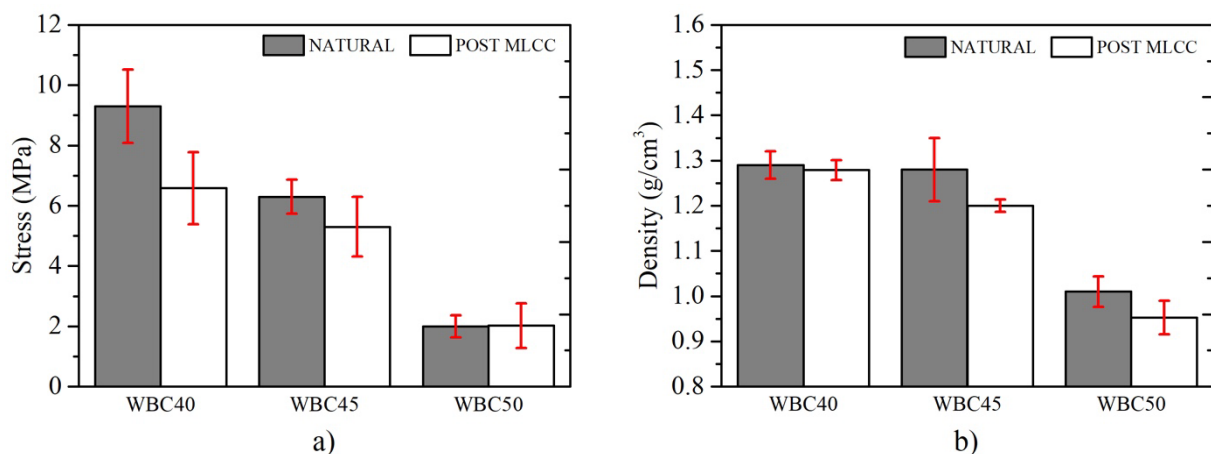 12
10
8
6
4
2
0
Stress (MPa)
NATURAL POST MLCC
WBC40 WBC45 WBC50
a)
1.6
1.5
1.4
1.3
1.2
1.1
1.0
0.9
0.8
Density (g/cm³)
NATURAL POST MLCC
WBC40 WBC45 WBC50
b)